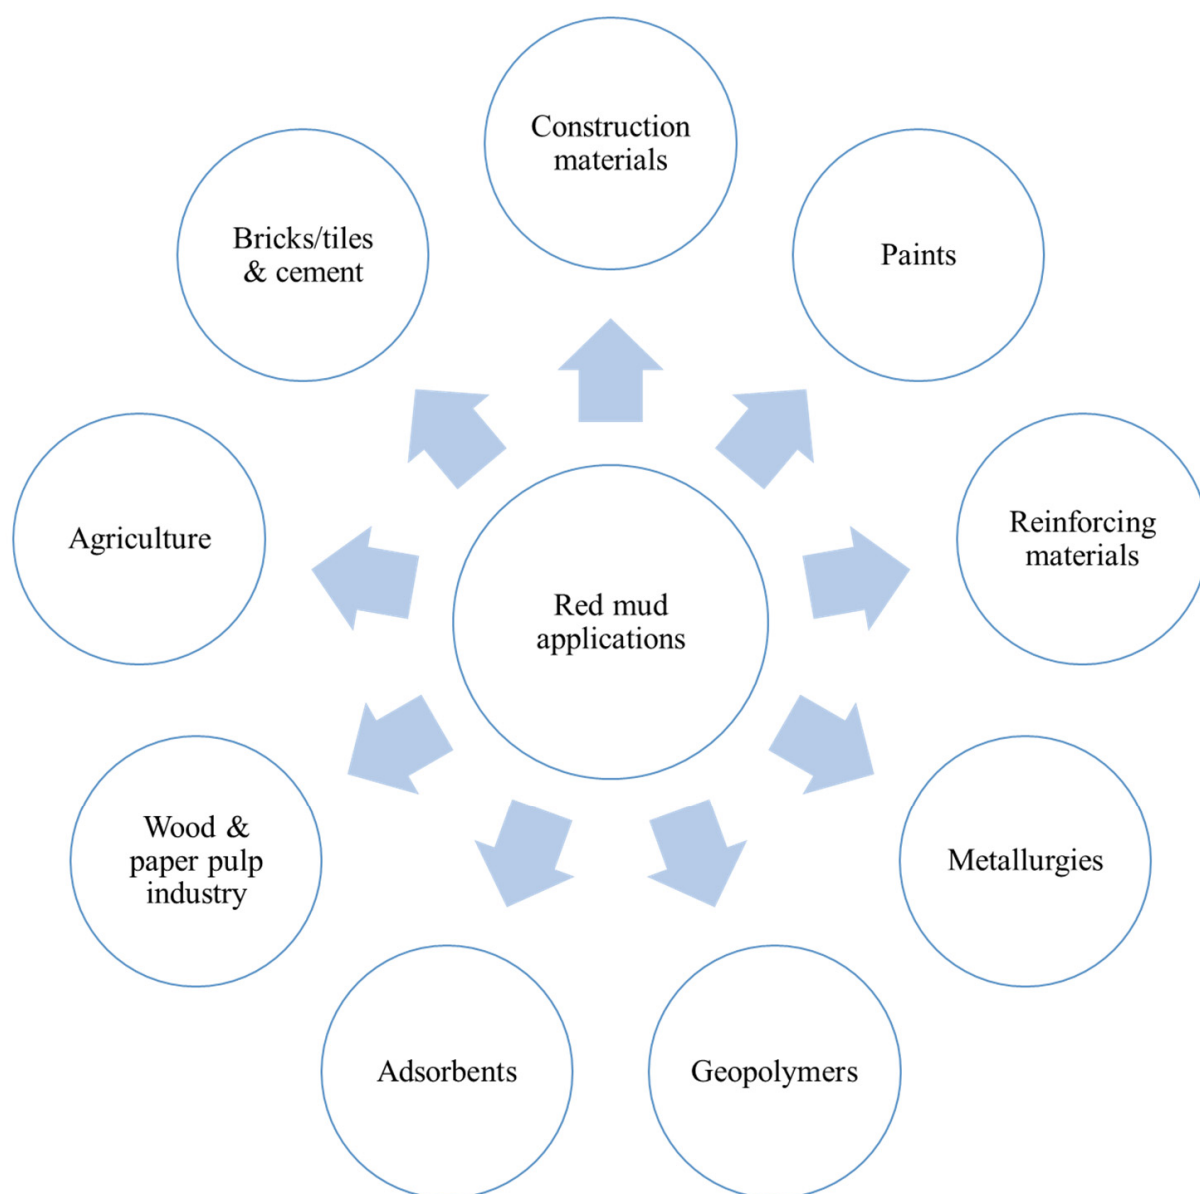 Construction
materials
Paints
Reinforcing
materials
Metallurgies
Geopolymers
Adsorbents
Wood &
paper pulp
industry
Agriculture
Bricks/tiles
& cement
Red mud
applications